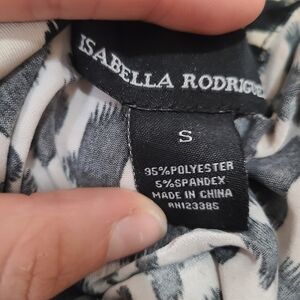 ISABELLA RODRIGUE
S
95%POLYESTER
5%SPANDEX
MADE IN CHINA
RN123385